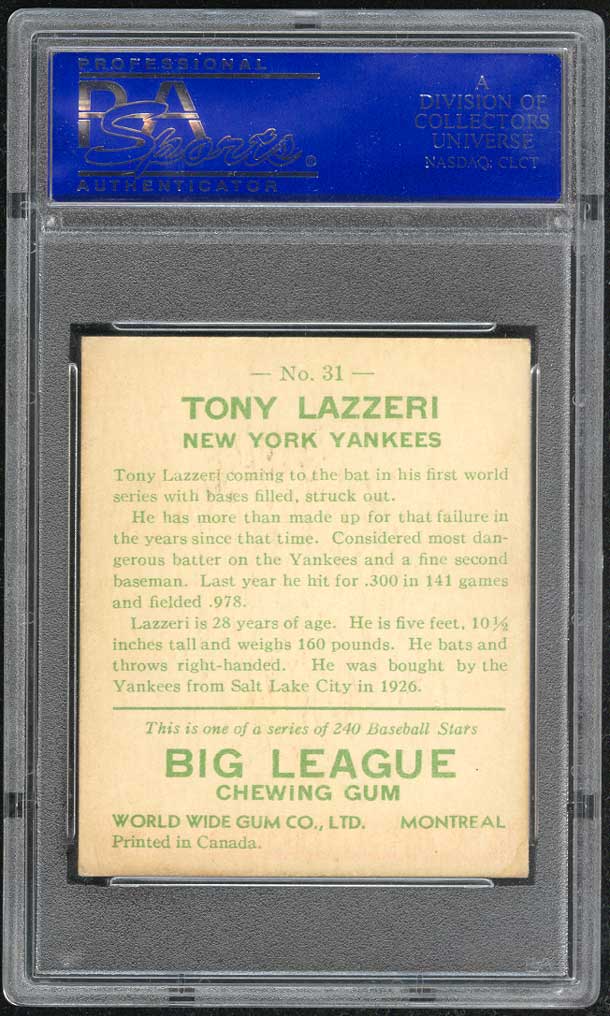 PROFESSIONAL
PSA
Sports®
AUTHENTICATOR
A
DIVISION OF
COLLECTORS
UNIVERSE
NASDAQ: CLCT
— No. 31 —
TONY LAZZERI
NEW YORK YANKEES
Tony Lazzeri coming to the bat in his first world
series with bases filled, struck out.
He has more than made up for that failure in
the years since that time. Considered most dan-
gerous batter on the Yankees and a fine second
baseman. Last year he hit for .300 in 141 games
and fielded .978.
Lazzeri is 28 years of age. He is five feet, 10½
inches tall and weighs 160 pounds. He bats and
throws right-handed. He was bought by the
Yankees from Salt Lake City in 1926.
This is one of a series of 240 Baseball Stars
BIG LEAGUE
CHEWING GUM
WORLD WIDE GUM CO., LTD. MONTREAL
Printed in Canada.